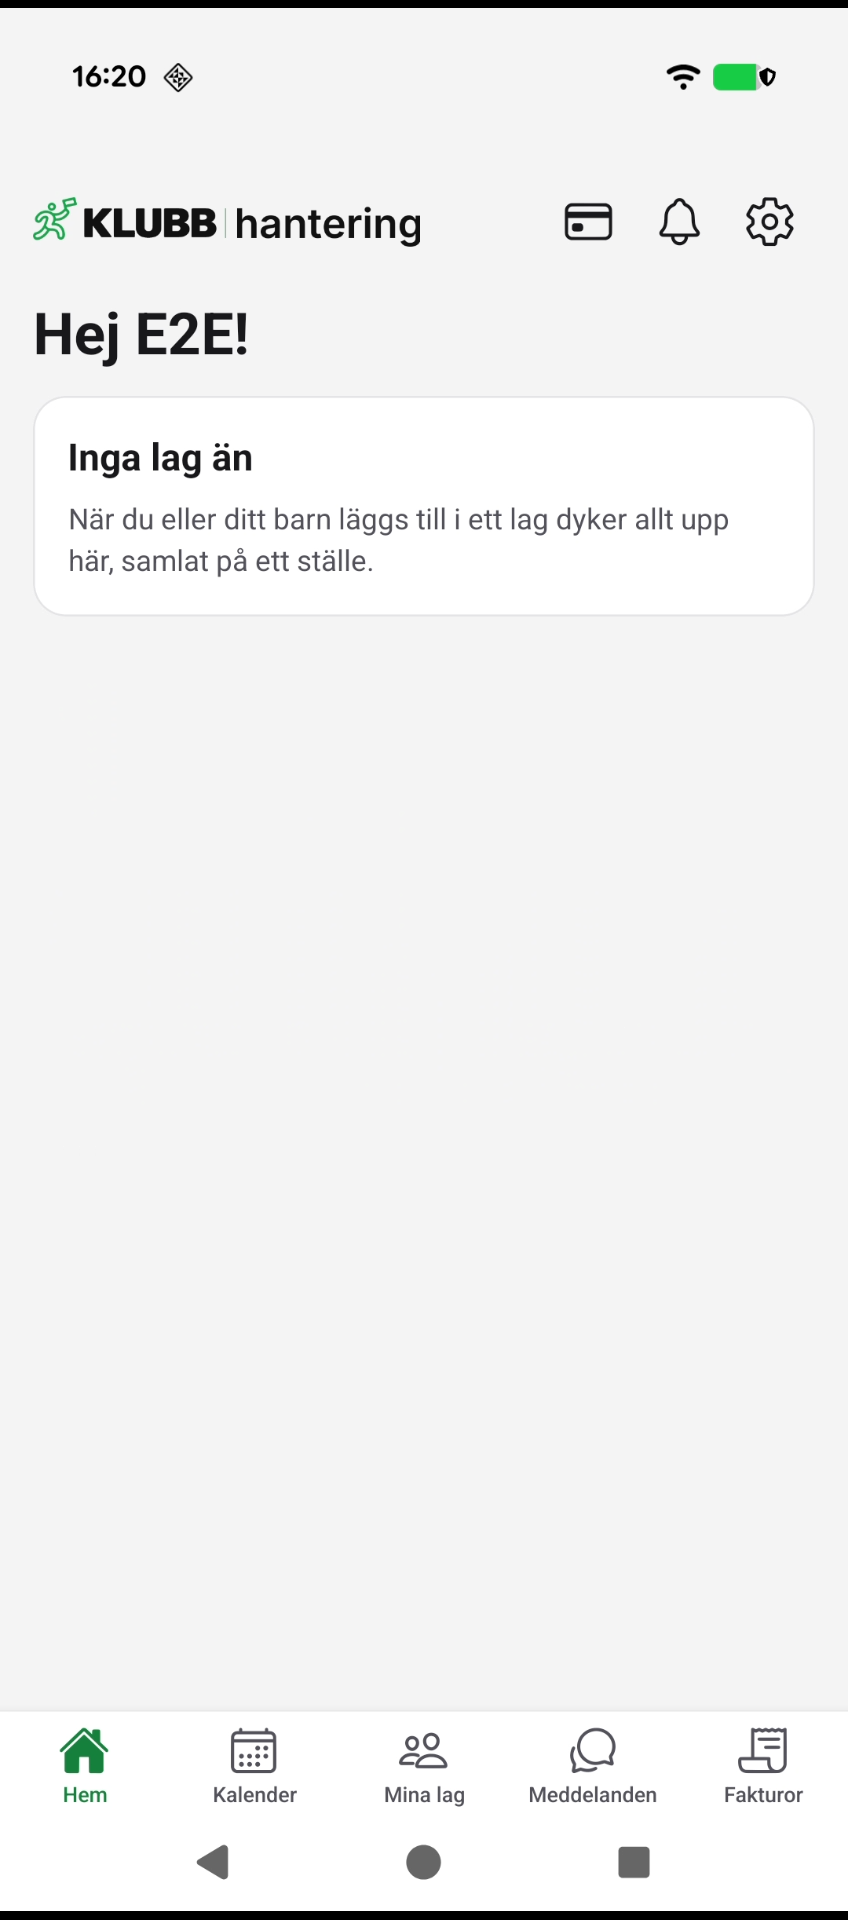 16:20
KLUBB hantering
Hej E2E!
Inga lag än
När du eller ditt barn läggs till i ett lag dyker allt upp
här, samlat på ett ställe.
Hem Kalender Mina lag Meddelanden Fakturor